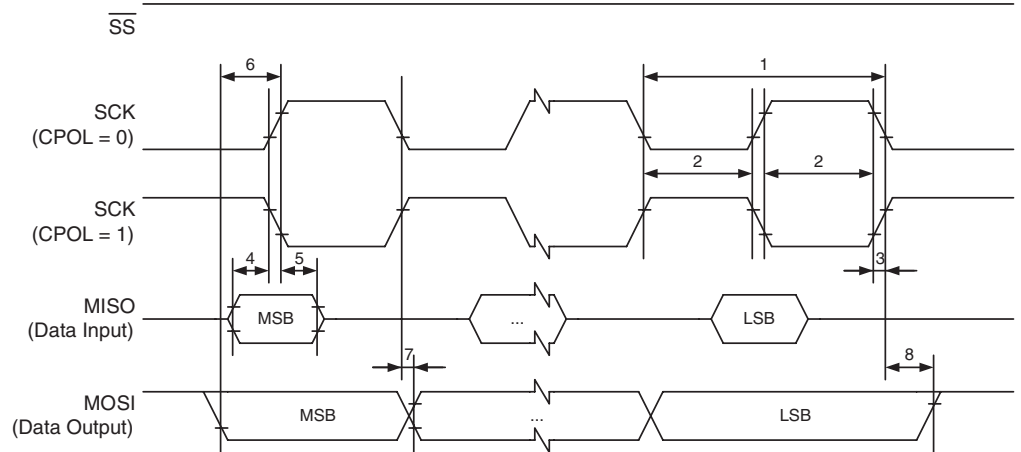 SS
6
1
SCK
(CPOL = 0)
2
2
SCK
(CPOL = 1)
4
5
3
MISO
(Data Input)
MSB
...
LSB
7
8
MOSI
(Data Output)
MSB
...
LSB